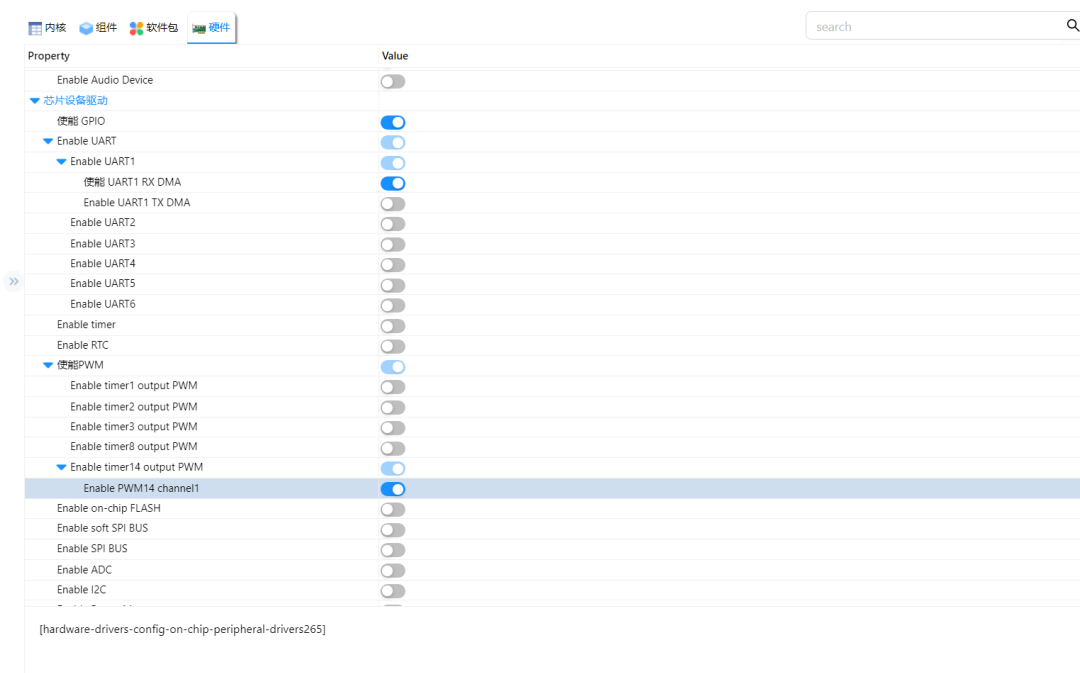 内核 组件 软件包 硬件 search
Property Value
Enable Audio Device
芯片设备驱动
使能 GPIO
Enable UART
Enable UART1
使能 UART1 RX DMA
Enable UART1 TX DMA
Enable UART2
Enable UART3
Enable UART4
Enable UART5
Enable UART6
Enable timer
Enable RTC
使能PWM
Enable timer1 output PWM
Enable timer2 output PWM
Enable timer3 output PWM
Enable timer8 output PWM
Enable timer14 output PWM
Enable PWM14 channel1
Enable on-chip FLASH
Enable soft SPI BUS
Enable SPI BUS
Enable ADC
Enable I2C
[hardware-drivers-config-on-chip-peripheral-drivers265]